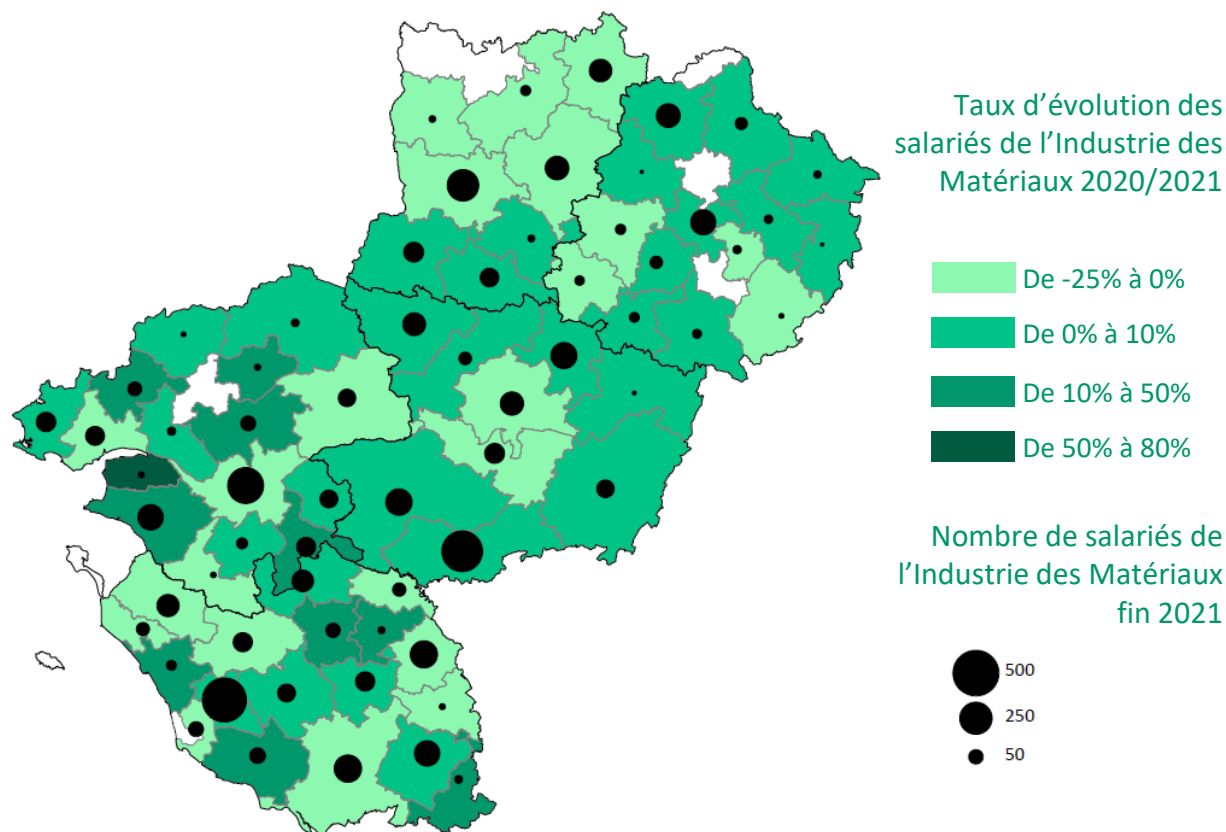 Taux d’évolution des
salariés de l’Industrie des
Matériaux 2020/2021
De -25% à 0%
De 0% à 10%
De 10% à 50%
De 50% à 80%
Nombre de salariés de
l’Industrie des Matériaux
fin 2021
500
250
50